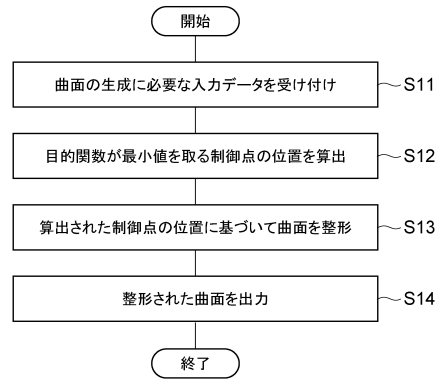 開始
曲面の生成に必要な入力データを受け付け
S11
目的関数が最小値を取る制御点の位置を算出
S12
算出された制御点の位置に基づいて曲面を整形
S13
整形された曲面を出力
S14
終了